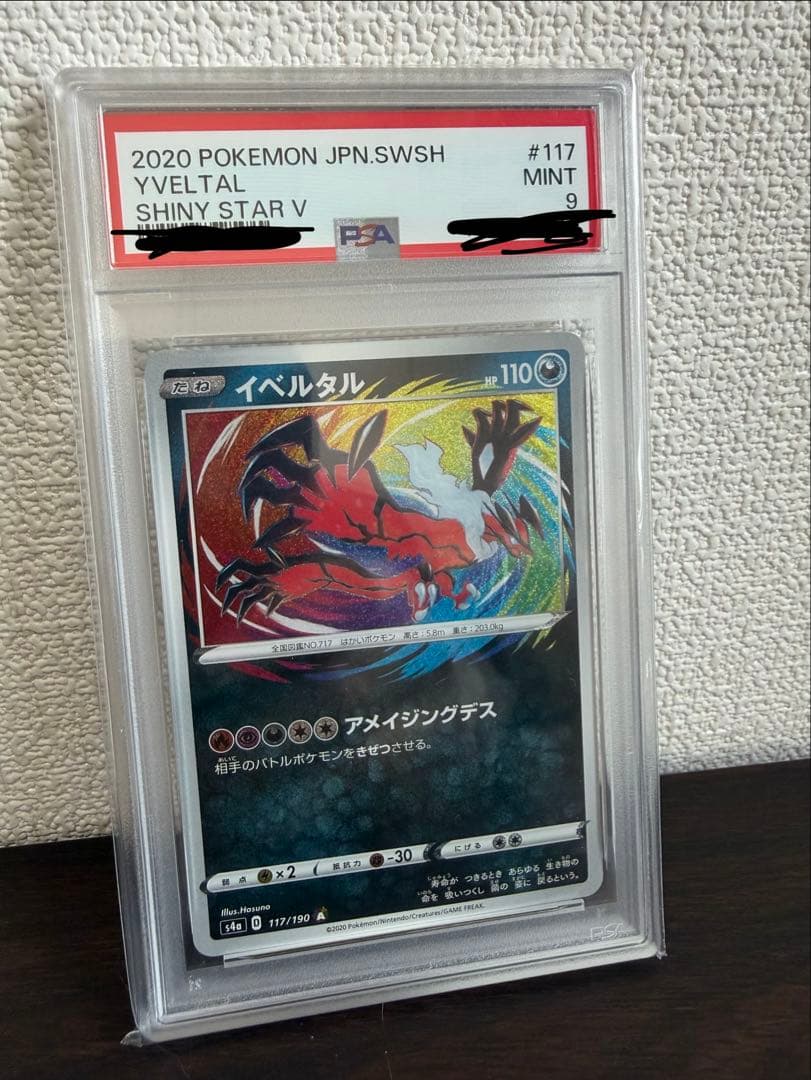 2020 POKEMON JPN.SWSH #117
YVELTAL MINT
SHINY STAR V 9
PSA
たね イベルタル HP 110
全国図鑑NO.717 はかいポケモン 高さ:5.8m 重さ:203.0kg
アメイジングデス
あいて
相手のバトルポケモンをきぜつさせる。
弱点 ×2 抵抗力 -30 にげる
寿命が つきるとき あらゆる 生き物の
命を 吸いつくし 繭の 姿に 戻るという。
Illus.Hasuno
s4a D 117/190 A
©2020 Pokémon/Nintendo/Creatures/GAME FREAK.
PSA